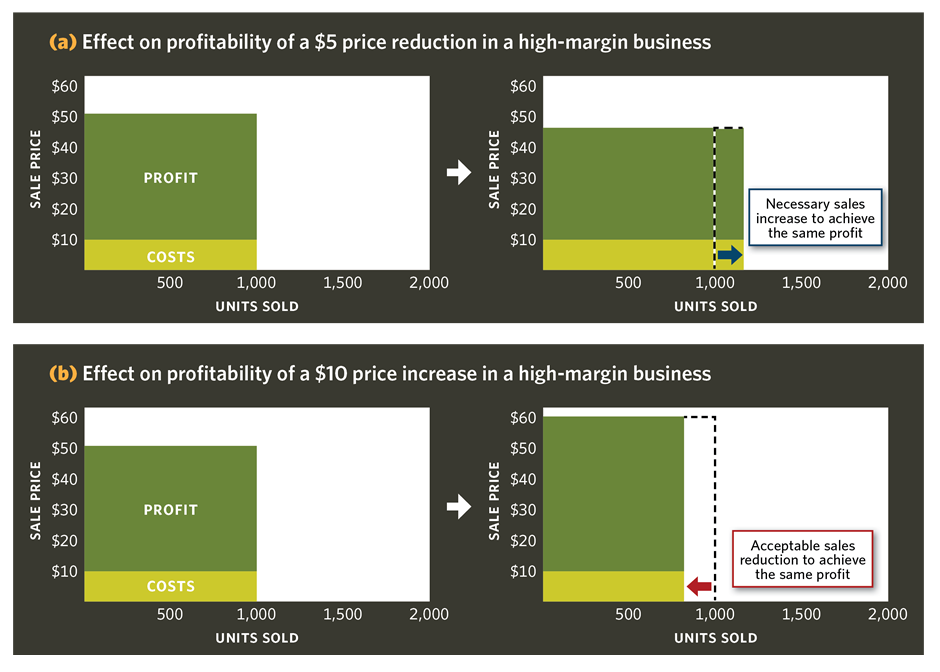 (a) Effect on profitability of a $5 price reduction in a high-margin business
SALE PRICE
$60
$50
$40
$30
$20
$10
PROFIT
COSTS
500 1,000 1,500 2,000
UNITS SOLD
SALE PRICE
$60
$50
$40
$30
$20
$10
Necessary sales
increase to achieve
the same profit
500 1,000 1,500 2,000
UNITS SOLD
(b) Effect on profitability of a $10 price increase in a high-margin business
SALE PRICE
$60
$50
$40
$30
$20
$10
PROFIT
COSTS
500 1,000 1,500 2,000
UNITS SOLD
SALE PRICE
$60
$50
$40
$30
$20
$10
Acceptable sales
reduction to achieve
the same profit
500 1,000 1,500 2,000
UNITS SOLD